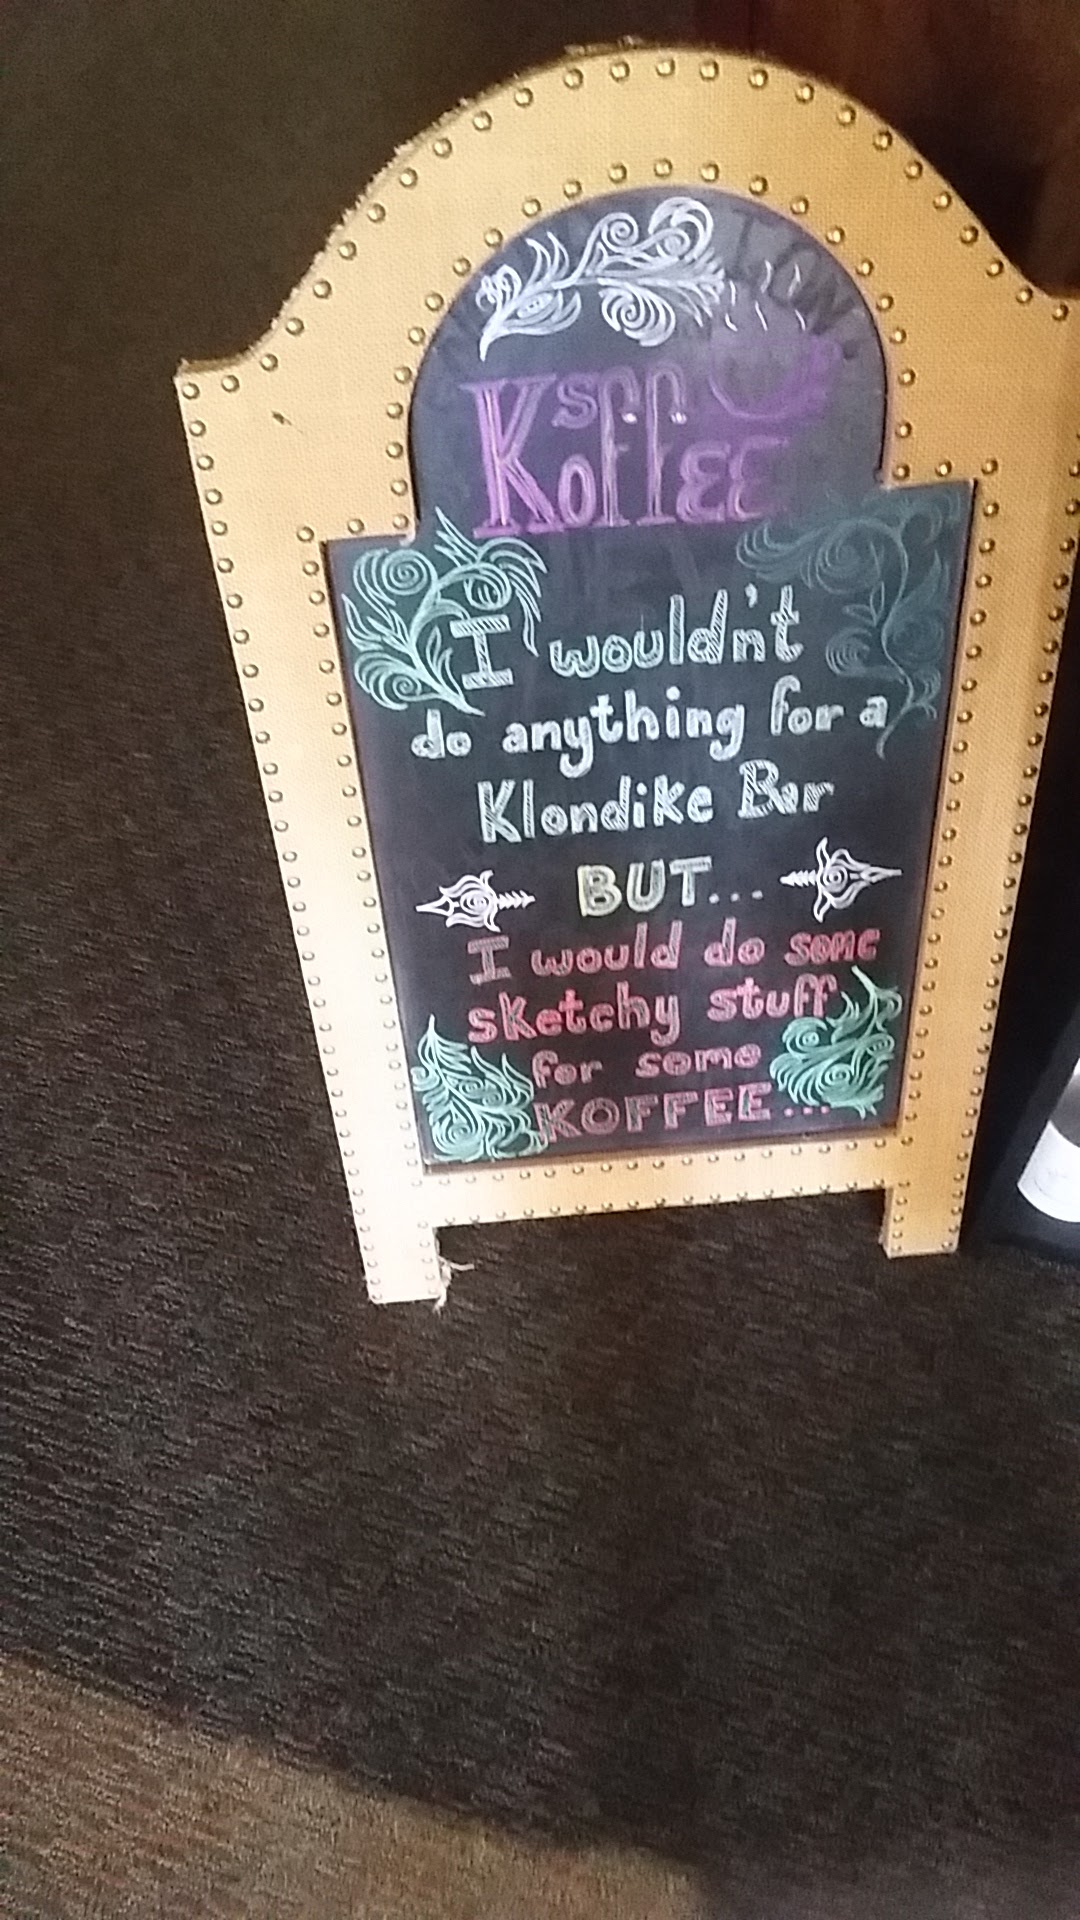 Koffee
I wouldn't
do anything for a
Klondike Bar
BUT...
I would do some
sketchy stuff
for some
KOFFEE...